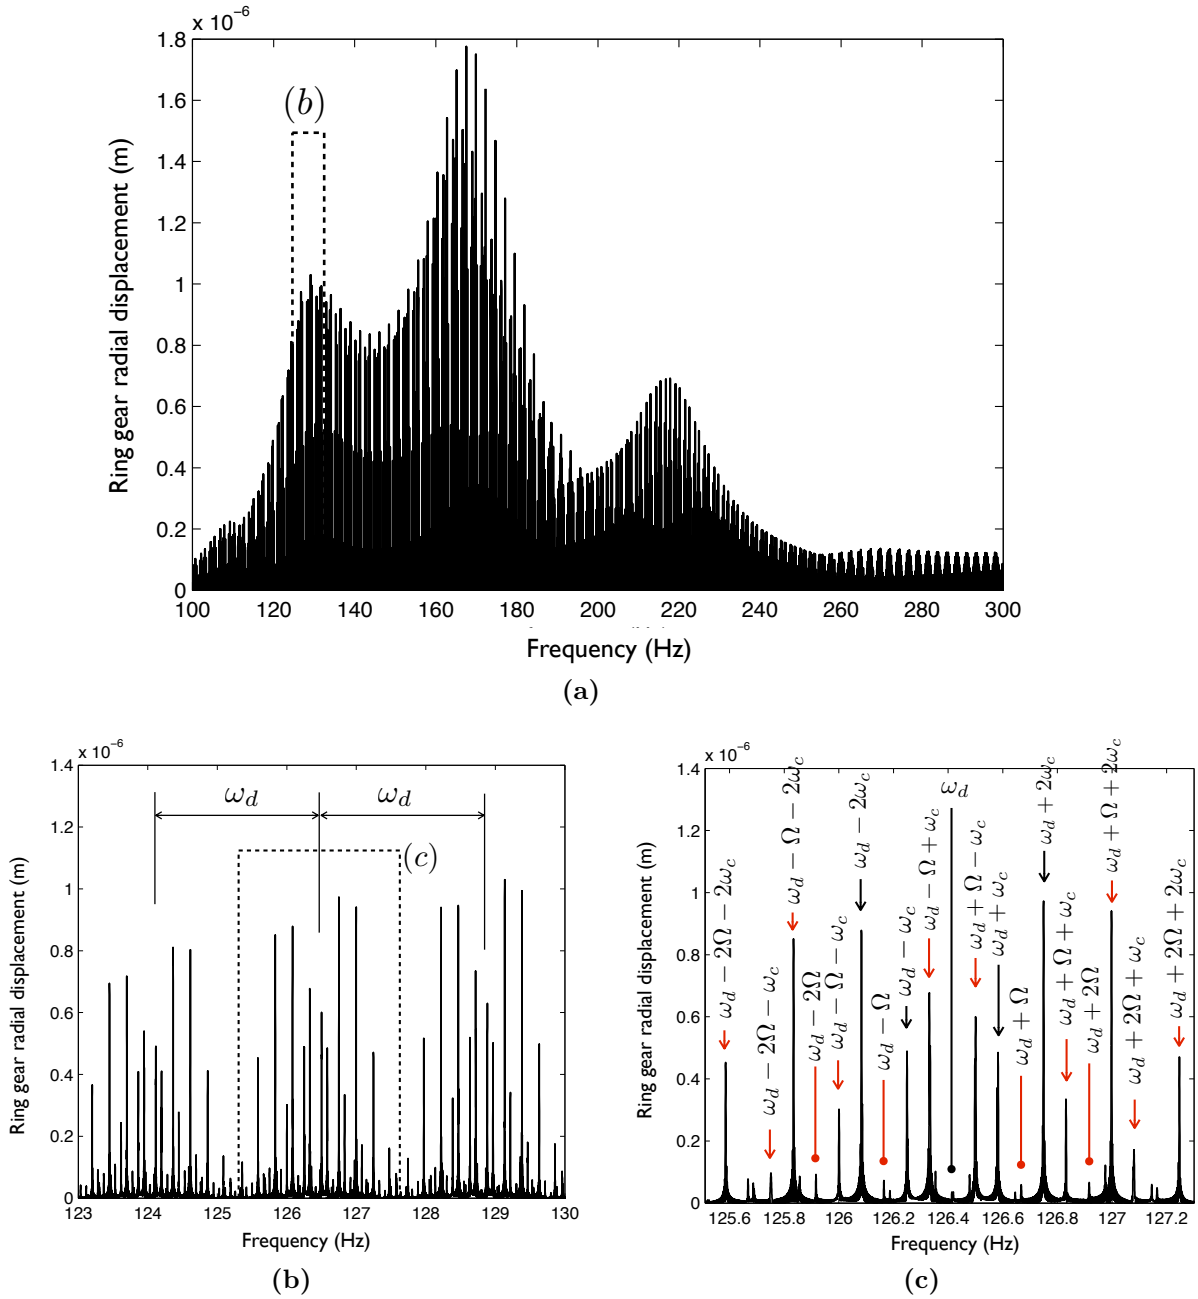 x 10⁻⁶
1.8
1.6
1.4
1.2
1
0.8
0.6
0.4
0.2
0
Ring gear radial displacement (m)
(b)
100 120 140 160 180 200 220 240 260 280 300
Frequency (Hz)
(a)
x 10⁻⁶
1.4
1.2
1
0.8
0.6
0.4
0.2
0
Ring gear radial displacement (m)
ω_d ω_d
(c)
123 124 125 126 127 128 129 130
Frequency (Hz)
(b)
x 10⁻⁶
1.4
1.2
1
0.8
0.6
0.4
0.2
0
Ring gear radial displacement (m)
ω_d − 2Ω − 2ω_c
ω_d − 2Ω − ω_c
ω_d − Ω − 2ω_c
ω_d − 2Ω
ω_d − Ω − ω_c
ω_d − 2ω_c
ω_d − Ω
ω_d − ω_c
ω_d − Ω + ω_c
ω_d
ω_d + Ω − ω_c
ω_d + ω_c
ω_d + Ω
ω_d + 2ω_c
ω_d + Ω + ω_c
ω_d + 2Ω
ω_d + Ω + 2ω_c
ω_d + 2Ω + ω_c
ω_d + 2Ω + 2ω_c
125.6 125.8 126 126.2 126.4 126.6 126.8 127 127.2
Frequency (Hz)
(c)